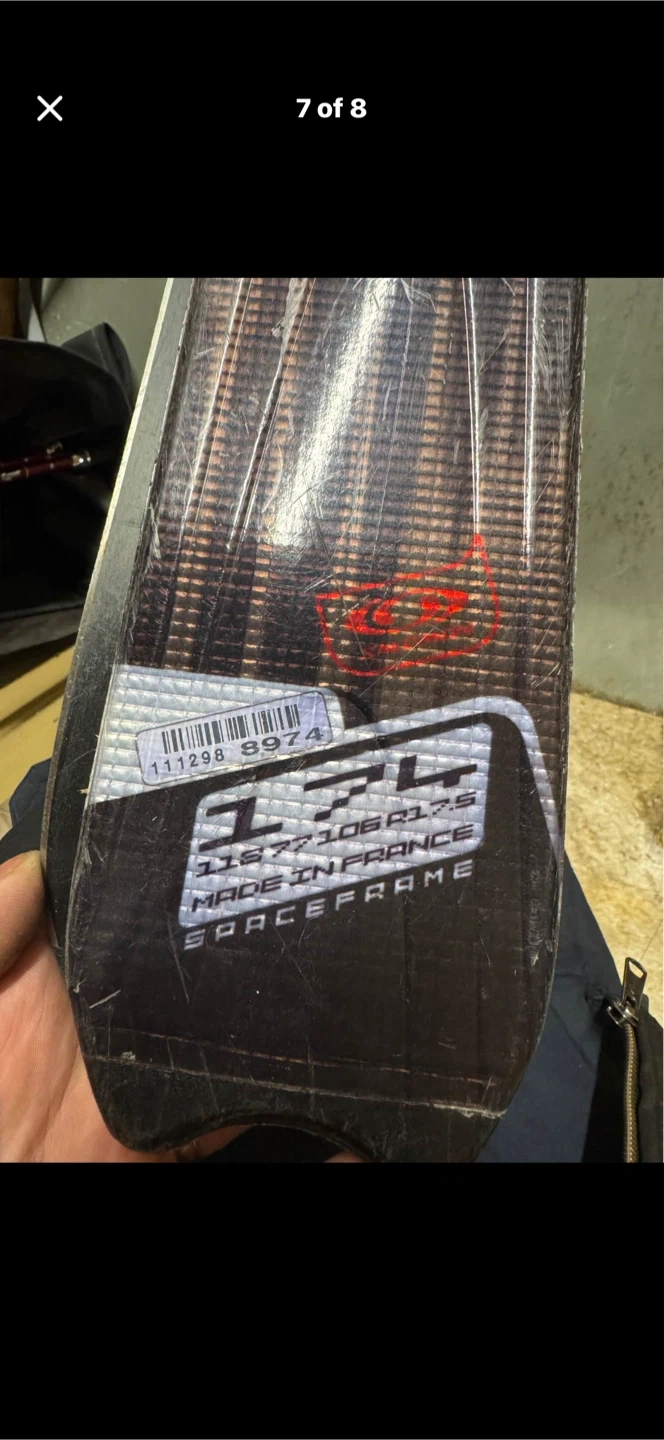 7 of 8
111298 8974
174
118 77 106 R17.5
MADE IN FRANCE
SPACEFRAME